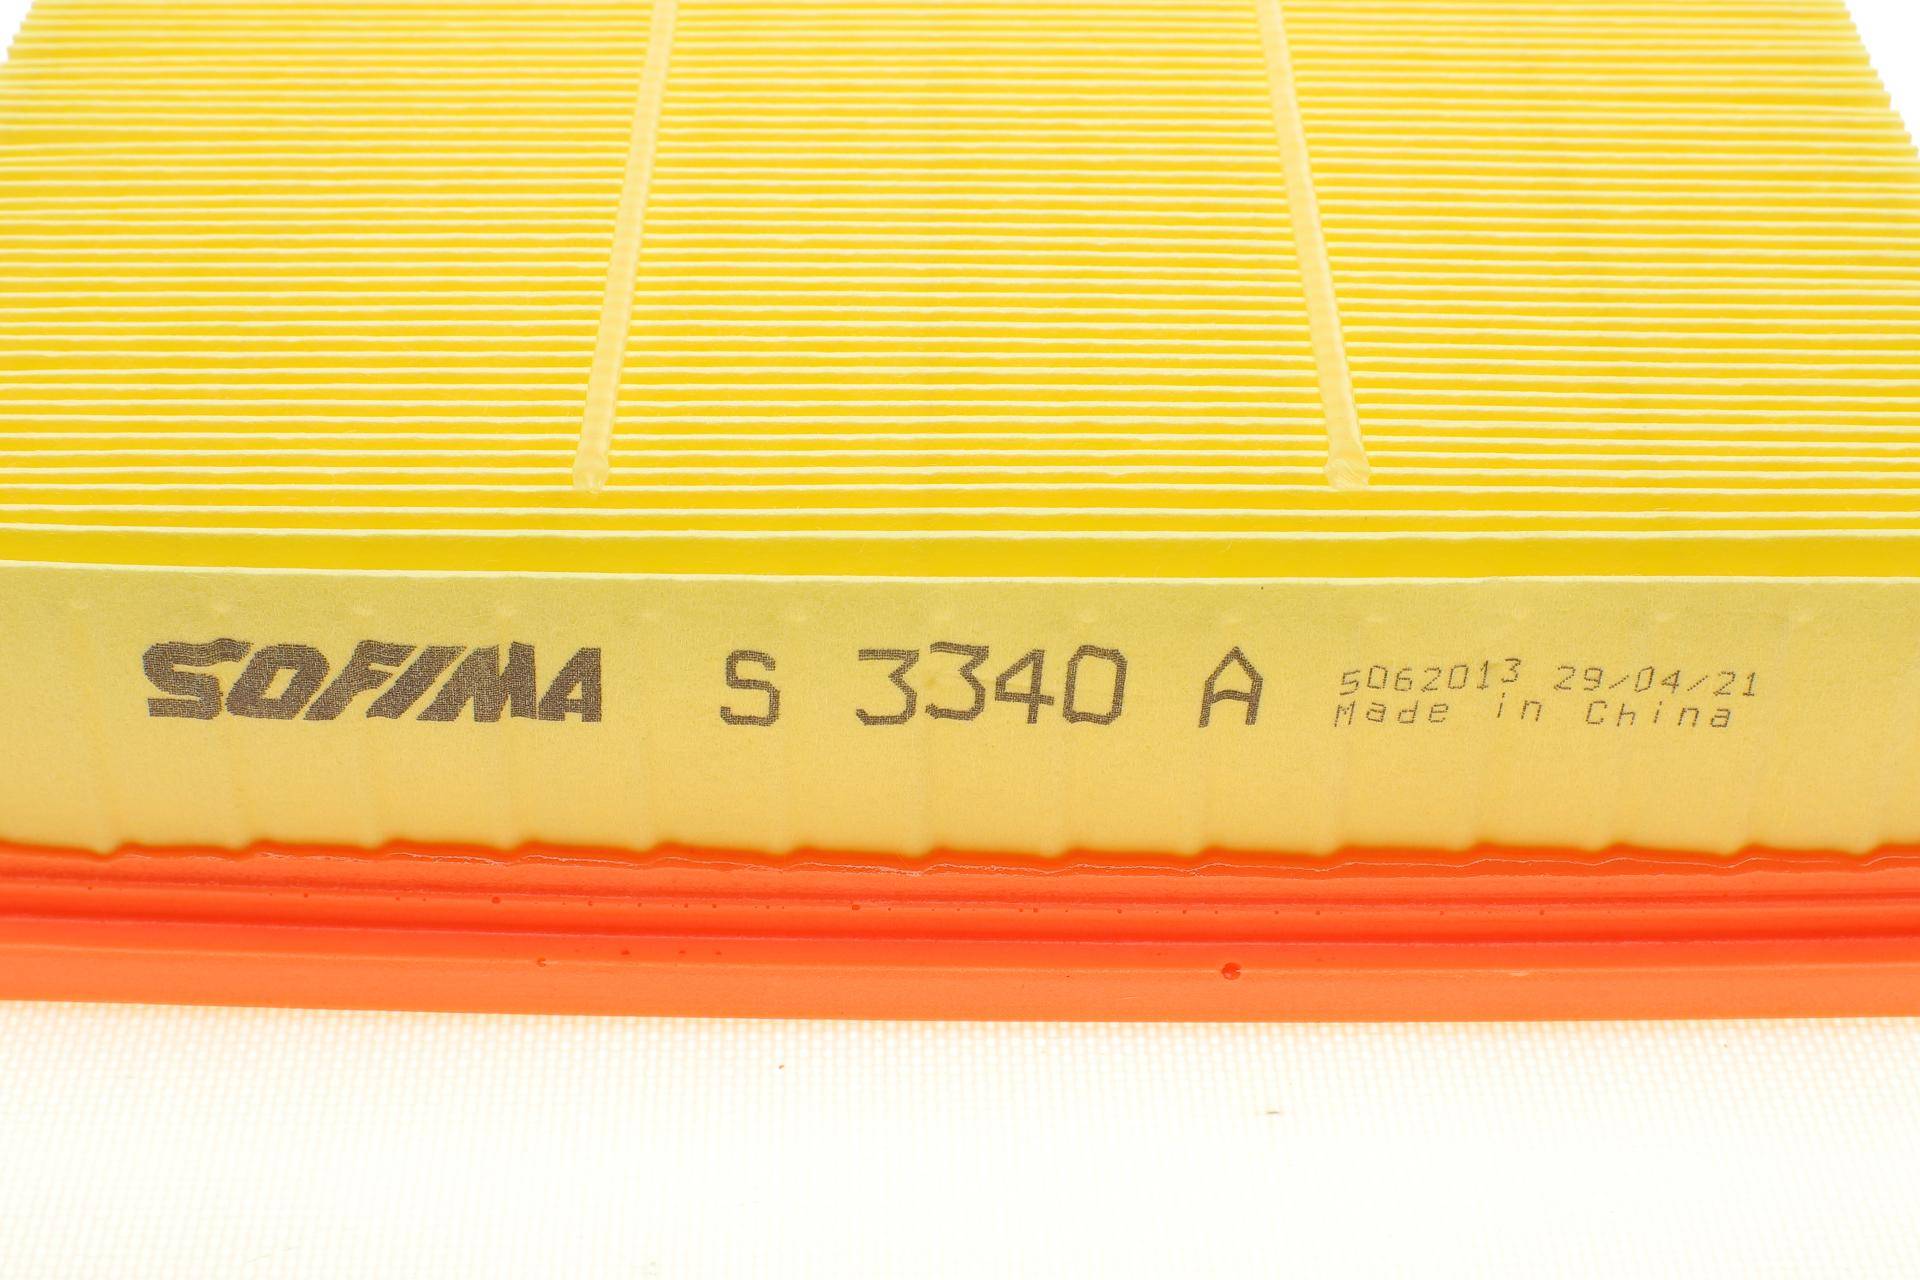 SOFIMA S 3340 A 5062013 29/04/21
Made in China